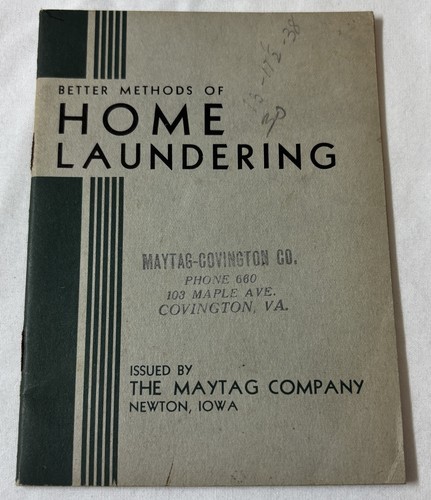 BETTER METHODS OF
HOME
LAUNDERING
30
MAYTAG-COVINGTON CO.
PHONE 660
103 MAPLE AVE.
COVINGTON, VA.
ISSUED BY
THE MAYTAG COMPANY
NEWTON, IOWA